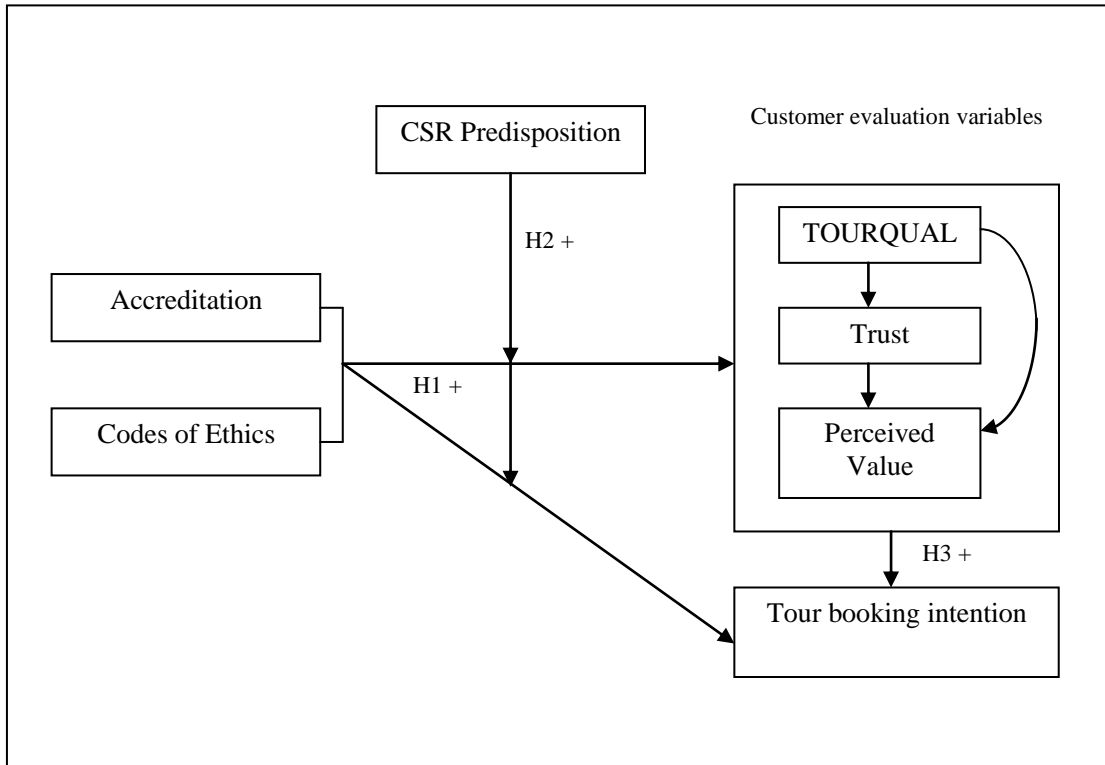 CSR Predisposition
Customer evaluation variables
TOURQUAL
H2 +
Accreditation
Trust
H1 +
Codes of Ethics
Perceived
Value
H3 +
Tour booking intention